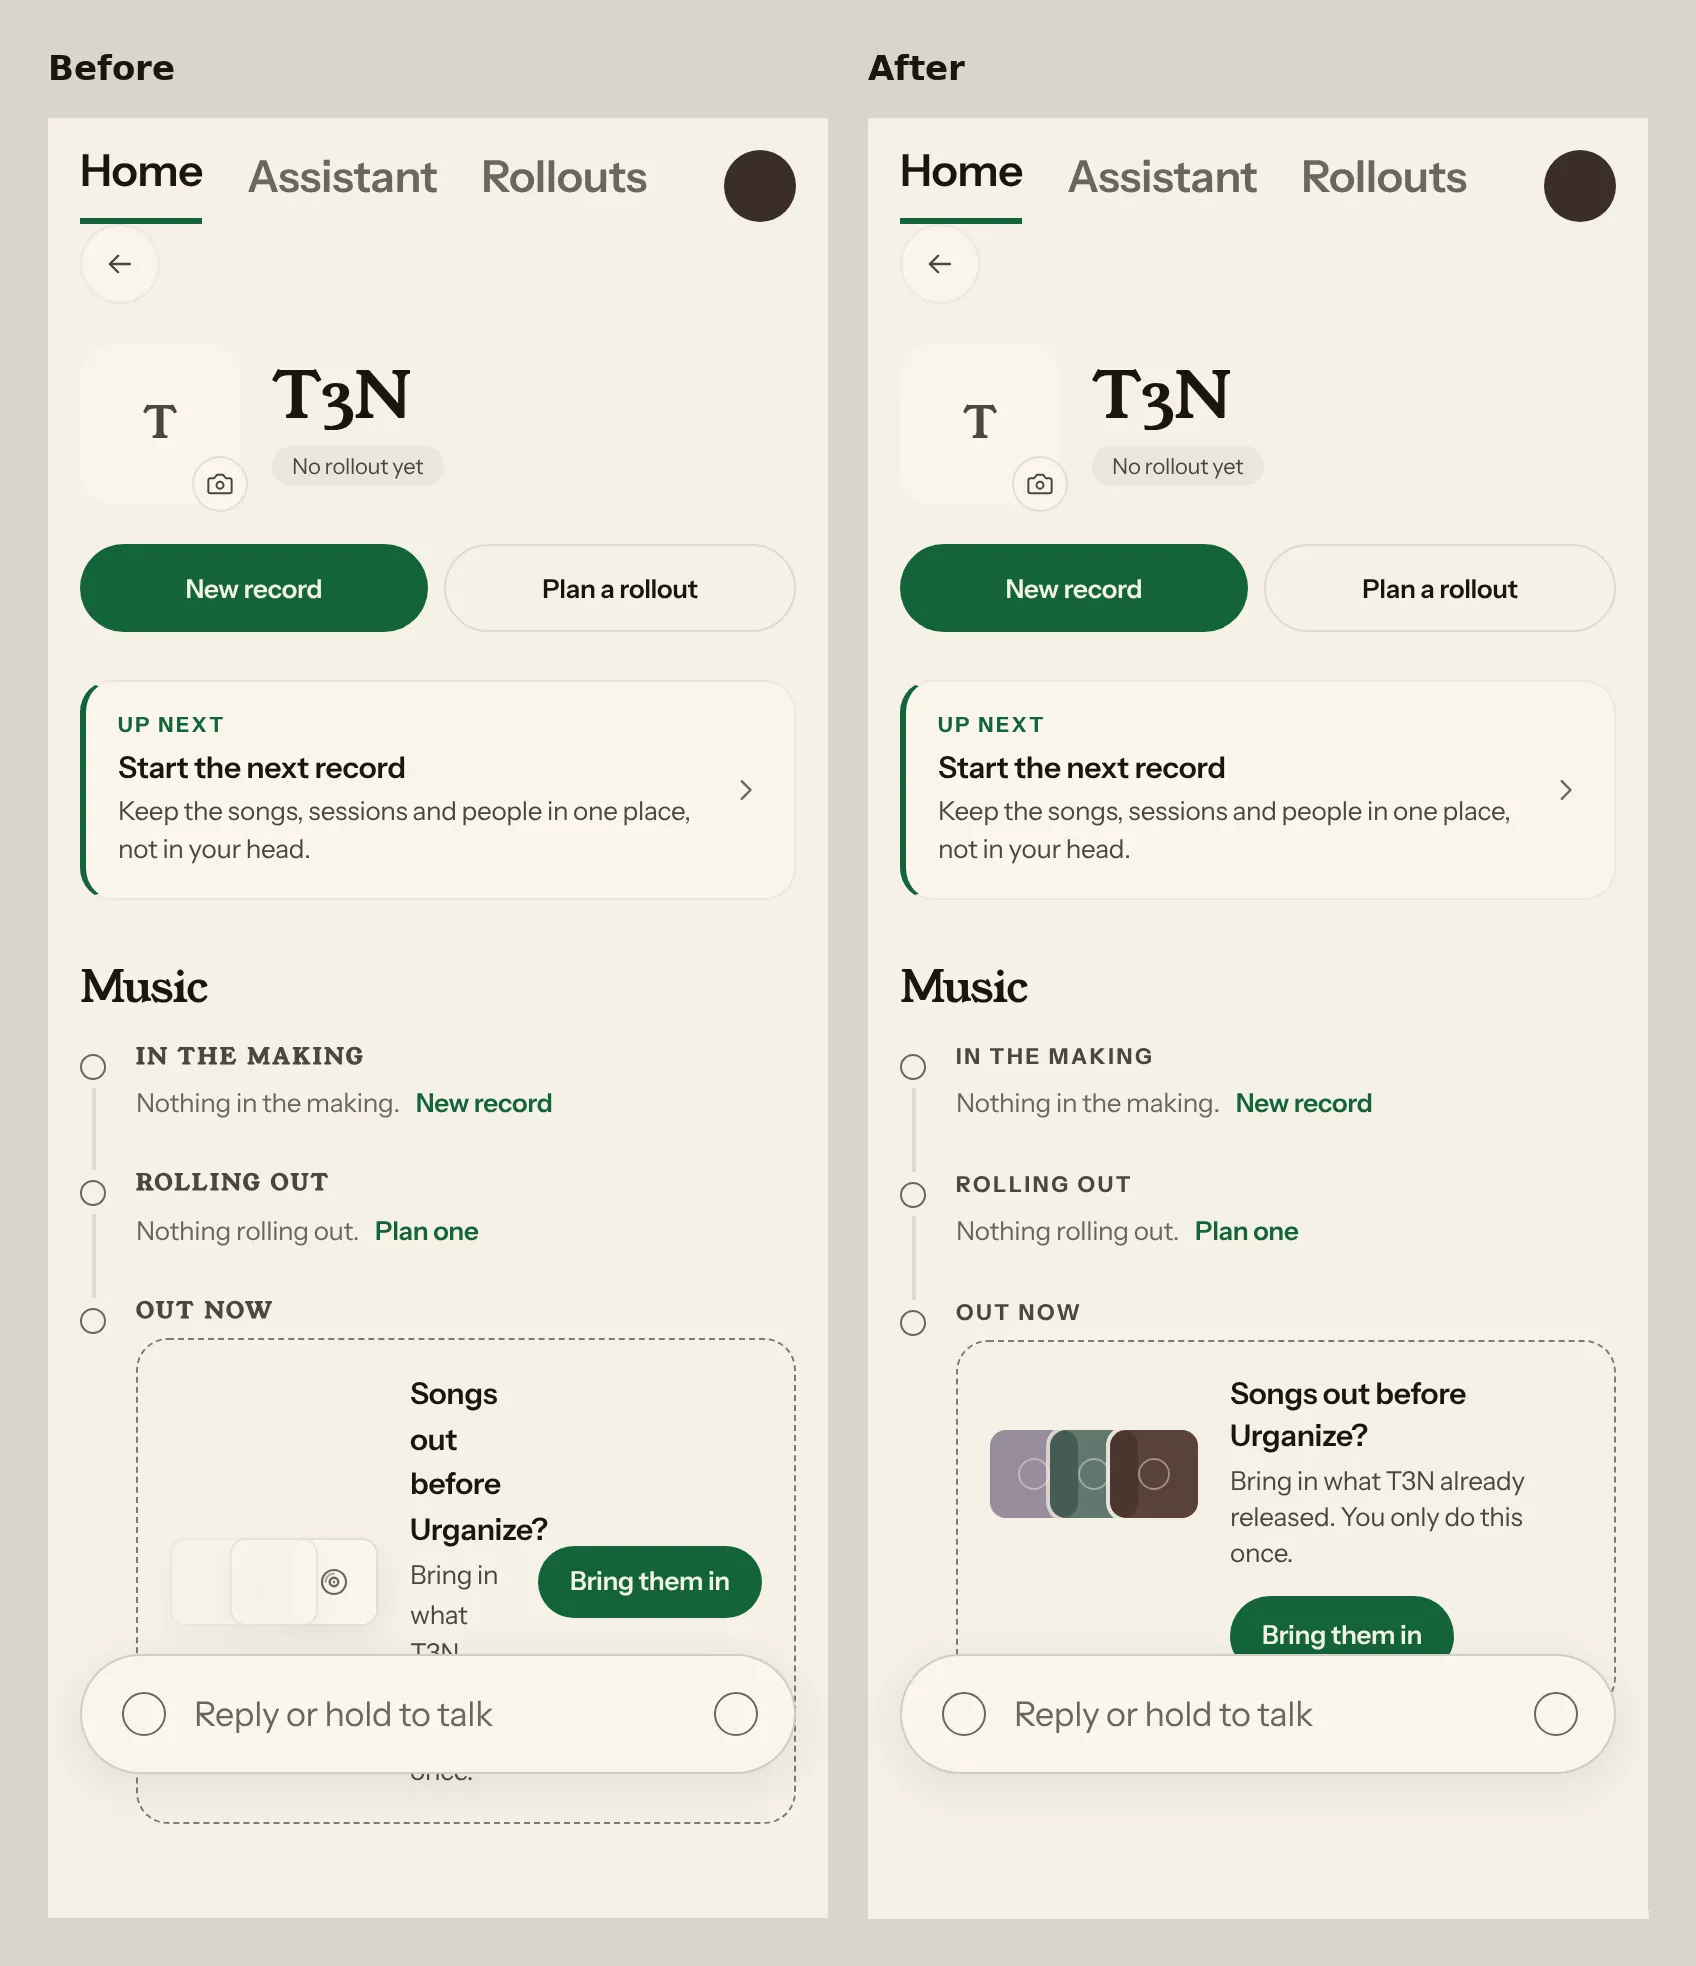 Before
Home Assistant Rollouts
T
T3N
No rollout yet
New record
Plan a rollout
UP NEXT
Start the next record
Keep the songs, sessions and people in one place,
not in your head.
Music
IN THE MAKING
Nothing in the making. New record
ROLLING OUT
Nothing rolling out. Plan one
OUT NOW
Songs
out
before
Urganize?
Bring in
what
T3N
Bring them in
Reply or hold to talk
once.
After
Home Assistant Rollouts
T
T3N
No rollout yet
New record
Plan a rollout
UP NEXT
Start the next record
Keep the songs, sessions and people in one place,
not in your head.
Music
IN THE MAKING
Nothing in the making. New record
ROLLING OUT
Nothing rolling out. Plan one
OUT NOW
Songs out before
Urganize?
Bring in what T3N already
released. You only do this
once.
Bring them in
Reply or hold to talk